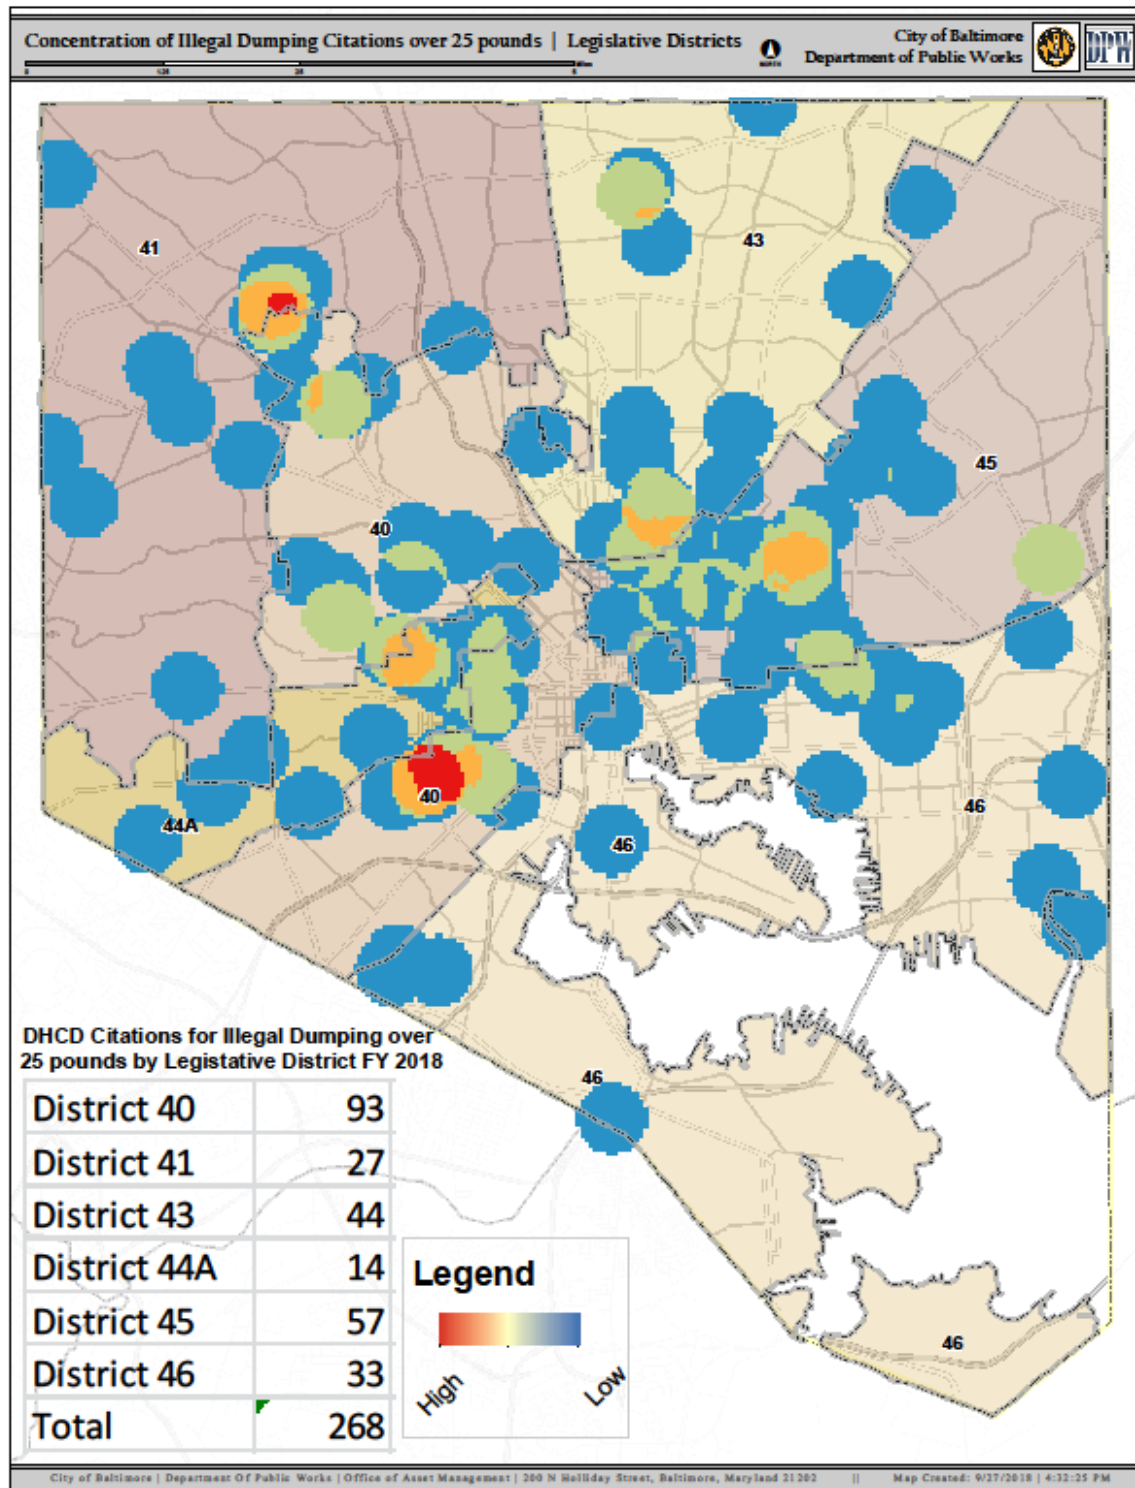 Concentration of Illegal Dumping Citations over 25 pounds | Legislative Districts
City of Baltimore
Department of Public Works
DPW
NORTH
0
41
43
45
40
40
44A
46
46
46
46
DHCD Citations for Illegal Dumping over
25 pounds by Legistative District FY 2018
District 40 93
District 41 27
District 43 44
District 44A 14
District 45 57
District 46 33
Total 268
Legend
High
Low
City of Baltimore | Department Of Public Works | Office of Asset Management | 200 N Holliday Street, Baltimore, Maryland 21202 || Map Created: 9/27/2018 | 4:32:25 PM